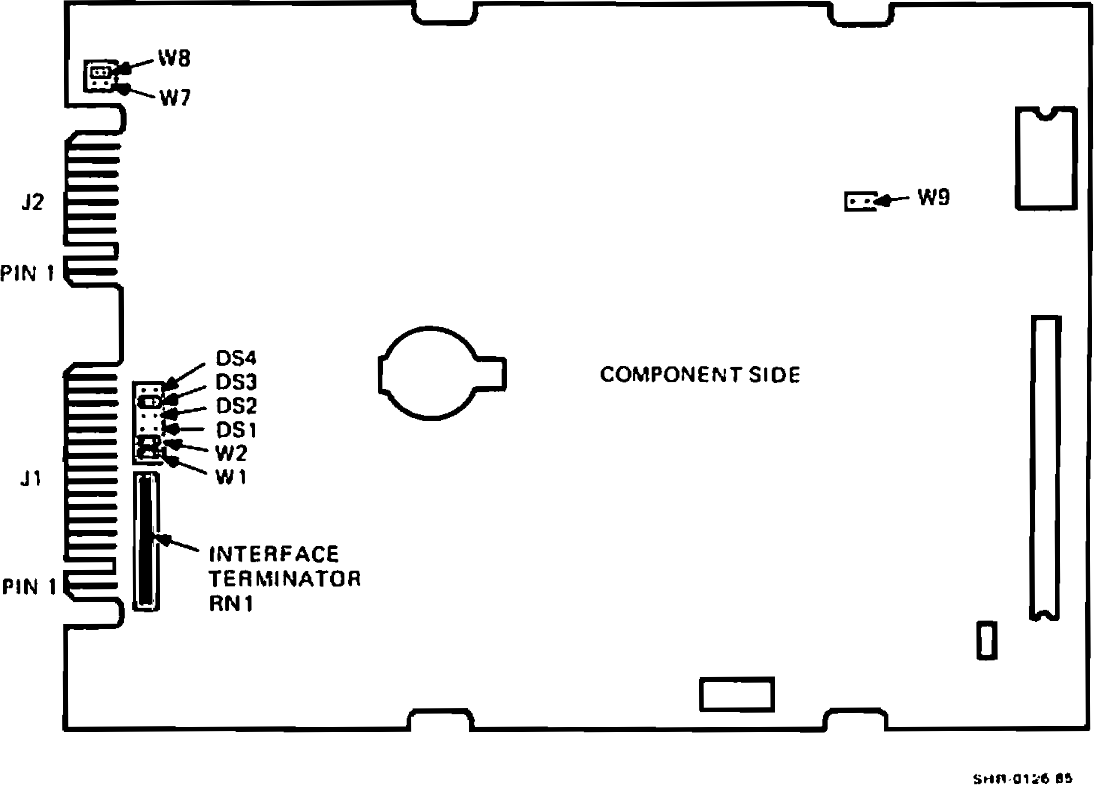 W8
W7
J2
W9
PIN 1
DS4
DS3
COMPONENT SIDE
DS2
DS1
W2
J1
W1
INTERFACE
TERMINATOR
RN1
PIN 1
SHR-0126 85